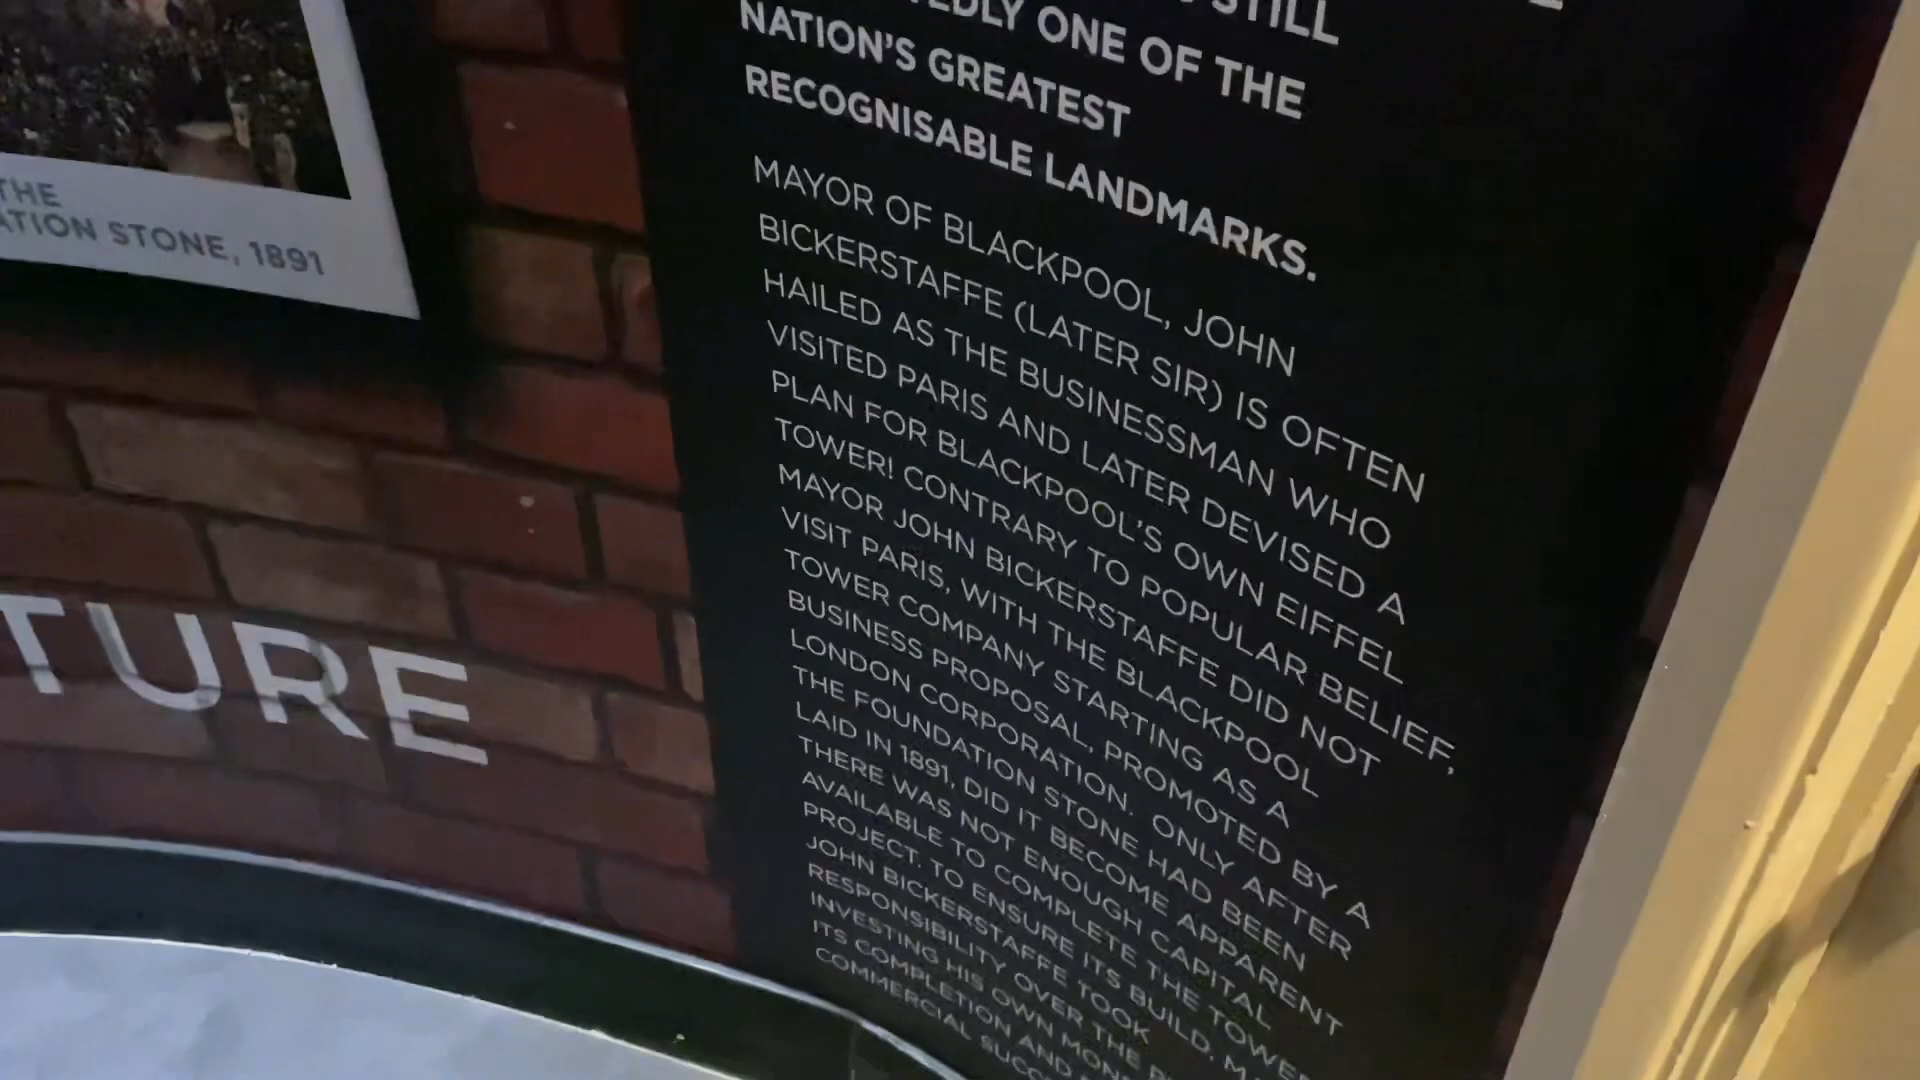 THE
STONE, 1891
STILL
ONE OF THE
NATION'S GREATEST
RECOGNISABLE LANDMARKS.
MAYOR OF BLACKPOOL, JOHN
BICKERSTAFFE (LATER SIR) IS OFTEN
HAILED AS THE BUSINESSMAN WHO
VISITED PARIS AND LATER DEVISED A
PLAN FOR BLACKPOOL'S OWN EIFFEL
TOWER! CONTRARY TO POPULAR BELIEF,
MAYOR JOHN BICKERSTAFFE DID NOT
VISIT PARIS, WITH THE BLACKPOOL
TOWER COMPANY STARTING AS A
BUSINESS PROPOSAL, PROMOTED BY A
LONDON CORPORATION. ONLY AFTER
THE FOUNDATION STONE HAD BEEN
LAID IN 1891, DID IT BECOME APPARENT
THERE WAS NOT ENOUGH CAPITAL
AVAILABLE TO COMPLETE THE TOWER
PROJECT. TO ENSURE ITS BUILD,
JOHN BICKERSTAFFE TOOK
RESPONSIBILITY OVER THE
INVESTING HIS OWN
ITS COMPLETION AND
COMMERCIAL